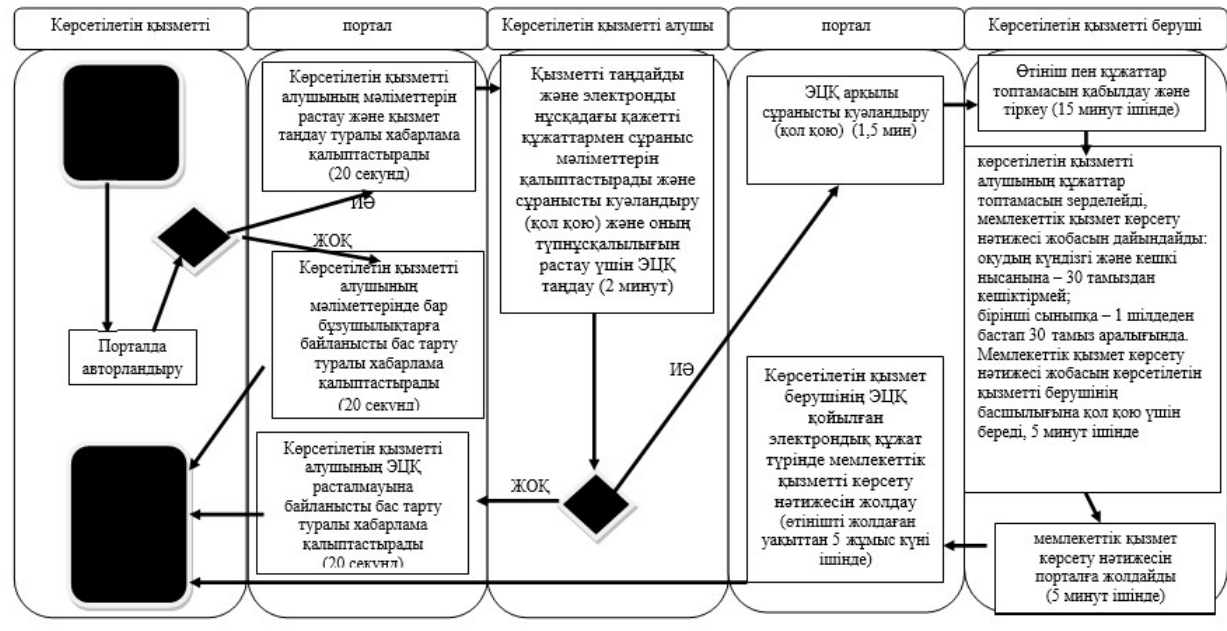 Көрсетілетін қызметті
портал
Көрсетілетін қызметті алушы
портал
Көрсетілетін қызметті беруші
Порталда
авторландыру
Көрсетілетін қызметті
алушының мәліметтерін
растау және қызмет
таңдау туралы хабарлама
қалыптастырады
(20 секунд)
ИӘ
ЖОҚ
Көрсетілетін қызметті
алушының
мәліметтерінде бар
бұзушылықтарға
байланысты бас тарту
туралы хабарлама
қалыптастырады
(20 секунд)
Көрсетілетін қызметті
алушының ЭЦҚ
расталмауына
байланысты бас тарту
туралы хабарлама
қалыптастырады
(20 секунд)
Қызметті таңдайды
және электронды
нұсқадағы қажетті
құжаттармен сұраныс
мәліметтерін
қалыптастырады және
сұранысты куәландыру
(қол қою) және оның
түпнұсқалылығын
растау үшін ЭЦҚ
таңдау (2 минут)
ЖОҚ
ИӘ
ЭЦҚ арқылы
сұранысты куәландыру
(қол қою) (1,5 мин)
Көрсетілетін қызмет
берушінің ЭЦҚ
қойылған
электрондық құжат
түрінде мемлекеттік
қызметті көрсету
нәтижесін жолдау
(өтінішті жолдаған
уақыттан 5 жұмыс күні
ішінде)
Өтініш пен құжаттар
топтамасын қабылдау және
тіркеу (15 минут ішінде)
көрсетілетін қызметті
алушының құжаттар
топтамасын зерделейді,
мемлекеттік қызмет көрсету
нәтижесі жобасын дайындайды:
оқудың күндізгі және кешкі
нысанына – 30 тамыздан
кешіктірмей;
бірінші сыныпқа – 1 шілдеден
бастап 30 тамыз аралығында.
Мемлекеттік қызмет көрсету
нәтижесі жобасын көрсетілетін
қызметті берушінің
басшылығына қол қою үшін
береді, 5 минут ішінде
мемлекеттік қызмет
көрсету нәтижесін
порталға жолдайды
(5 минут ішінде)